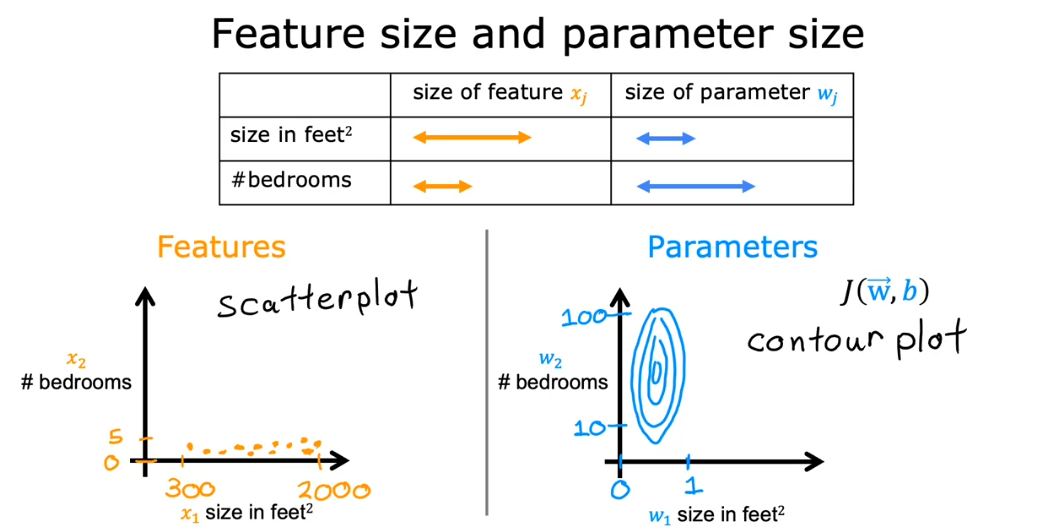 Feature size and parameter size
size of feature xⱼ size of parameter wⱼ
size in feet²
#bedrooms
Features
scatterplot
x₂
# bedrooms
5
0
300 2000
x₁ size in feet²
Parameters
J(w⃗, b)
contour plot
100
w₂
# bedrooms
10
0 1
w₁ size in feet²